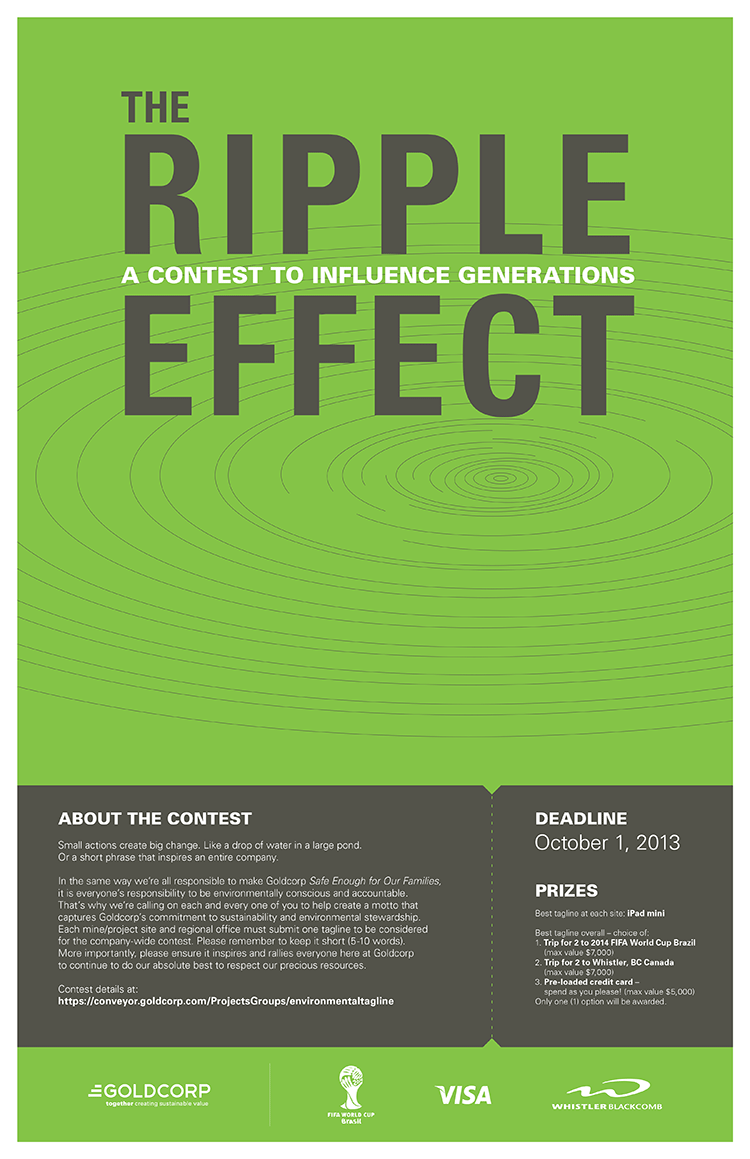 THE
RIPPLE
A CONTEST TO INFLUENCE GENERATIONS
EFFECT
ABOUT THE CONTEST
Small actions create big change. Like a drop of water in a large pond.
Or a short phrase that inspires an entire company.
In the same way we're all responsible to make Goldcorp Safe Enough for Our Families,
it is everyone's responsibility to be environmentally conscious and accountable.
That's why we're calling on each and every one of you to help create a motto that
captures Goldcorp's commitment to sustainability and environmental stewardship.
Each mine/project site and regional office must submit one tagline to be considered
for the company-wide contest. Please remember to keep it short (5-10 words).
More importantly, please ensure it inspires and rallies everyone here at Goldcorp
to continue to do our absolute best to respect our precious resources.
Contest details at:
https://conveyor.goldcorp.com/ProjectsGroups/environmentaltagline
DEADLINE
October 1, 2013
PRIZES
Best tagline at each site: iPad mini
Best tagline overall – choice of:
1. Trip for 2 to 2014 FIFA World Cup Brazil
(max value $7,000)
2. Trip for 2 to Whistler, BC Canada
(max value $7,000)
3. Pre-loaded credit card –
spend as you please! (max value $5,000)
Only one (1) option will be awarded.
GOLDCORP
together creating sustainable value
FIFA WORLD CUP
Brasil
VISA
WHISTLER BLACKCOMB